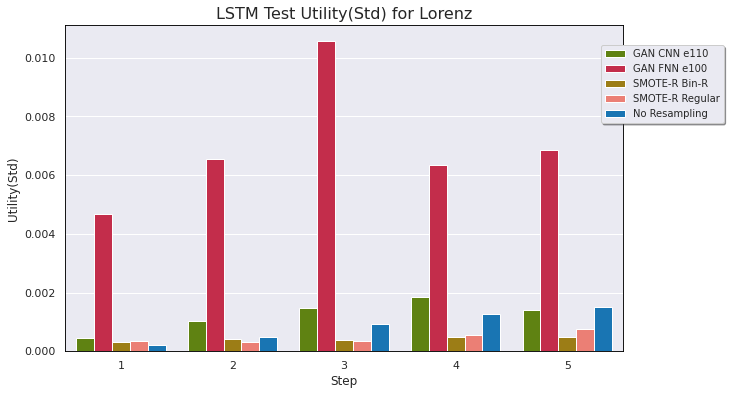 LSTM Test Utility(Std) for Lorenz
Utility(Std)
0.010
0.008
0.006
0.004
0.002
0.000
1 2 3 4 5
Step
GAN CNN e110
GAN FNN e100
SMOTE-R Bin-R
SMOTE-R Regular
No Resampling